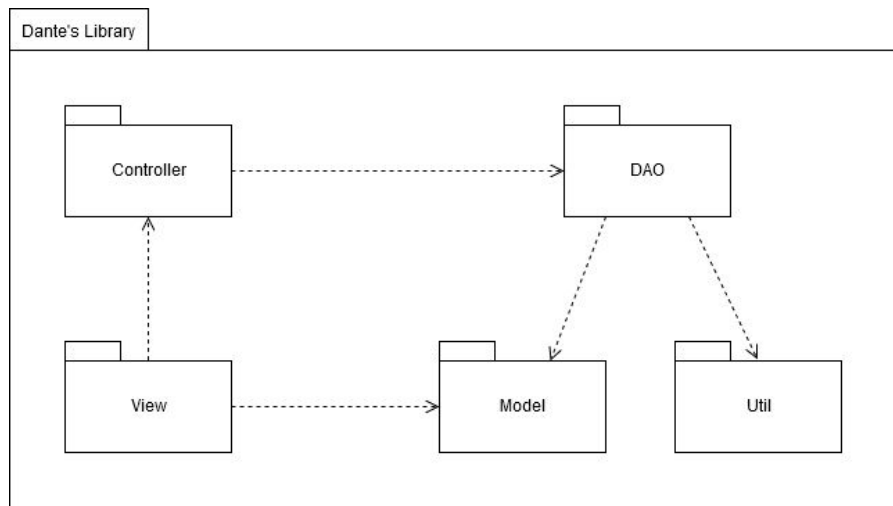 Dante's Library
Controller
DAO
View
Model
Util